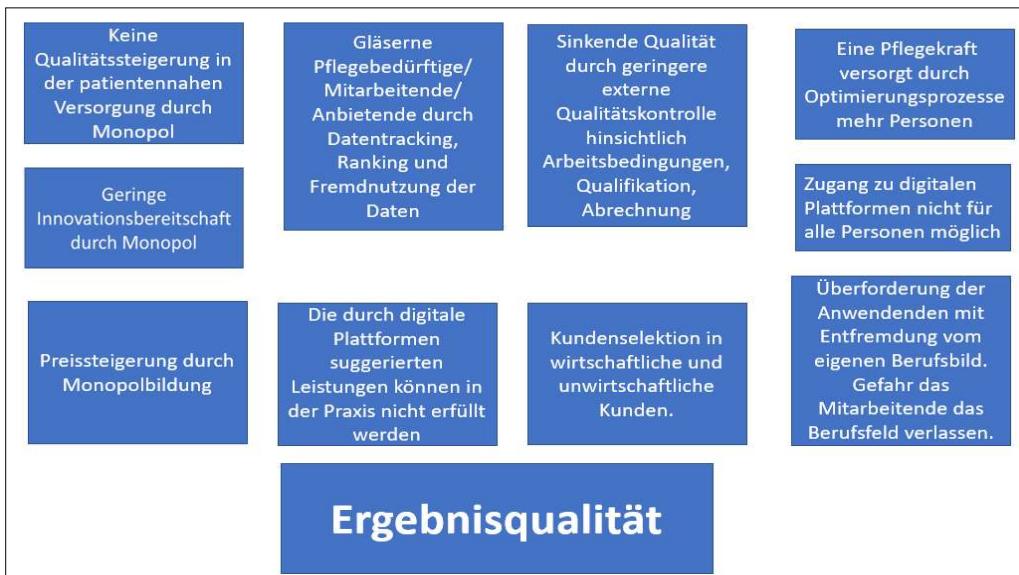 Keine
Qualitätssteigerung in
der patientennahen
Versorgung durch
Monopol
Gläserne
Pflegebedürftige/
Mitarbeitende/
Anbietende durch
Datentracking,
Ranking und
Fremdnutzung der
Daten
Sinkende Qualität
durch geringere
externe
Qualitätskontrolle
hinsichtlich
Arbeitsbedingungen,
Qualifikation,
Abrechnung
Eine Pflegekraft
versorgt durch
Optimierungsprozesse
mehr Personen
Geringe
Innovationsbereitschaft
durch Monopol
Zugang zu digitalen
Plattformen nicht für
alle Personen möglich
Preissteigerung durch
Monopolbildung
Die durch digitale
Plattformen
suggerierten
Leistungen können in
der Praxis nicht erfüllt
werden
Kundenselektion in
wirtschaftliche und
unwirtschaftliche
Kunden.
Überforderung der
Anwendenden mit
Entfremdung vom
eigenen Berufsbild.
Gefahr das
Mitarbeitende das
Berufsfeld verlassen.
Ergebnisqualität